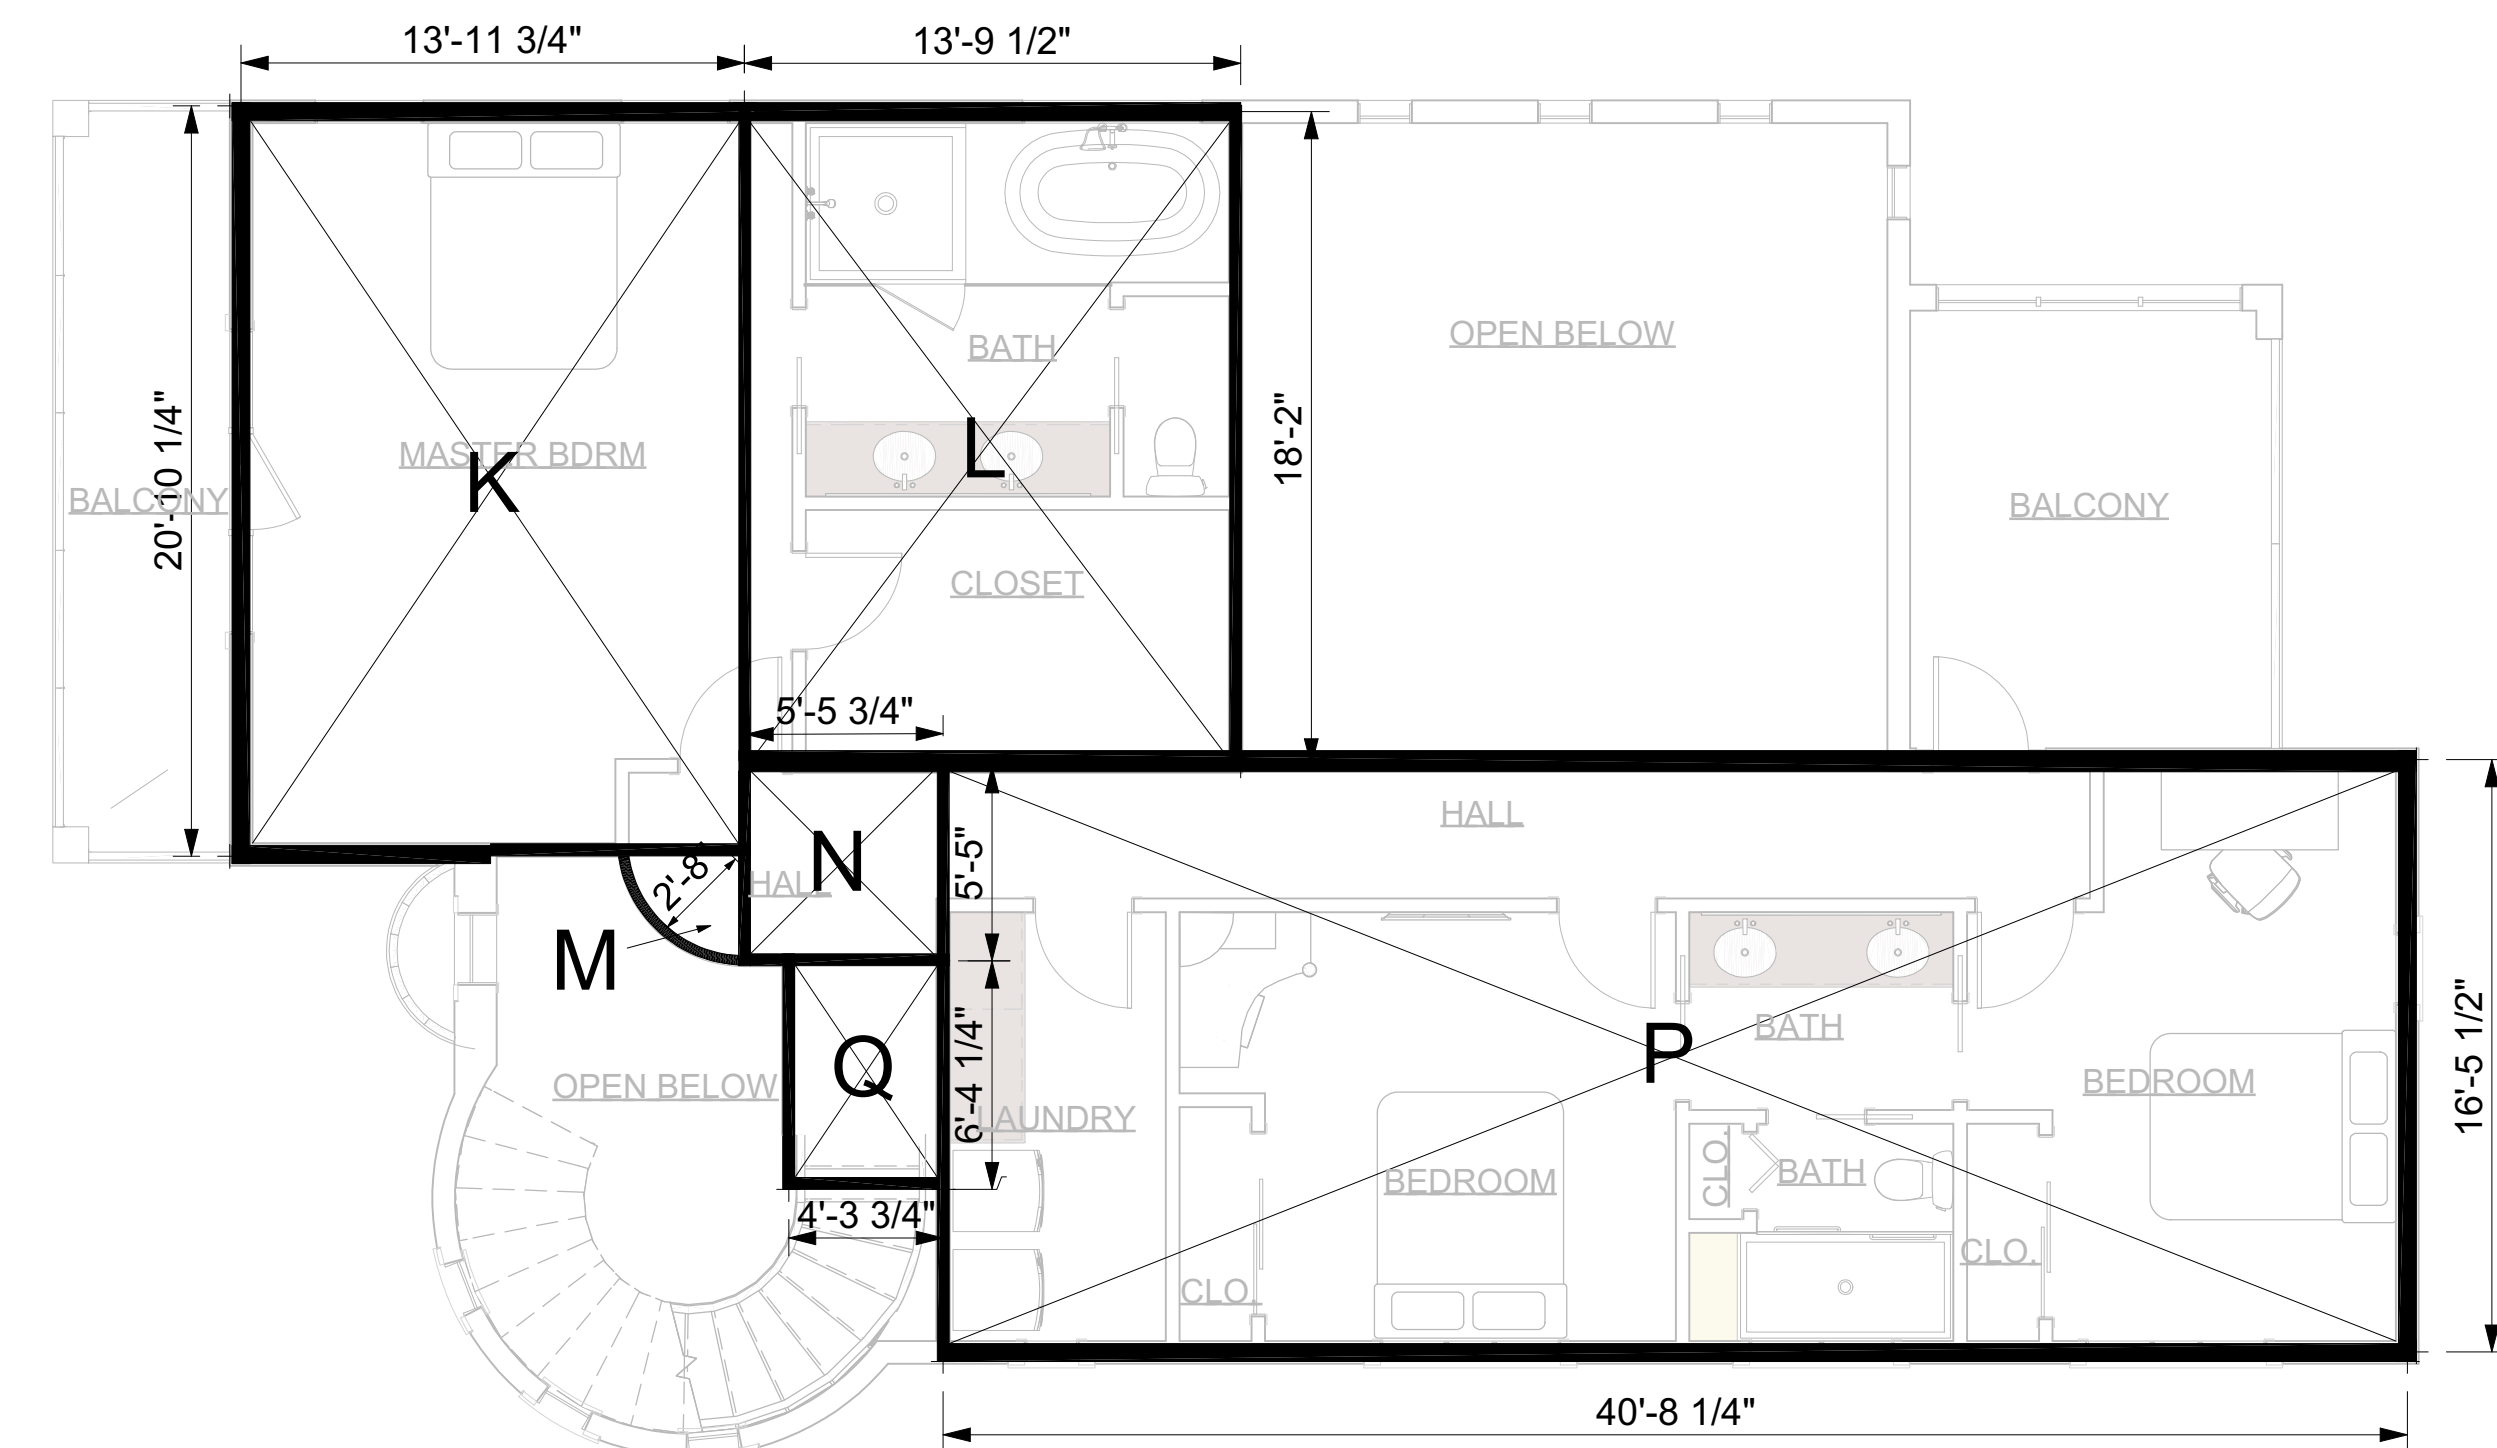 13'-11 3/4"
13'-9 1/2"
OPEN BELOW
BATH
18'-2"
MASTER BDRM
K
L
BALCONY
20'-10 1/4"
BALCONY
CLOSET
5'-5 3/4"
HALL
N
5'-5"
2'-8"
HALL
M
P
BATH
16'-5 1/2"
Q
6'-4 1/4"
OPEN BELOW
LAUNDRY
BEDROOM
BEDROOM
CLO.
BATH
4'-3 3/4"
CLO.
CLO.
40'-8 1/4"